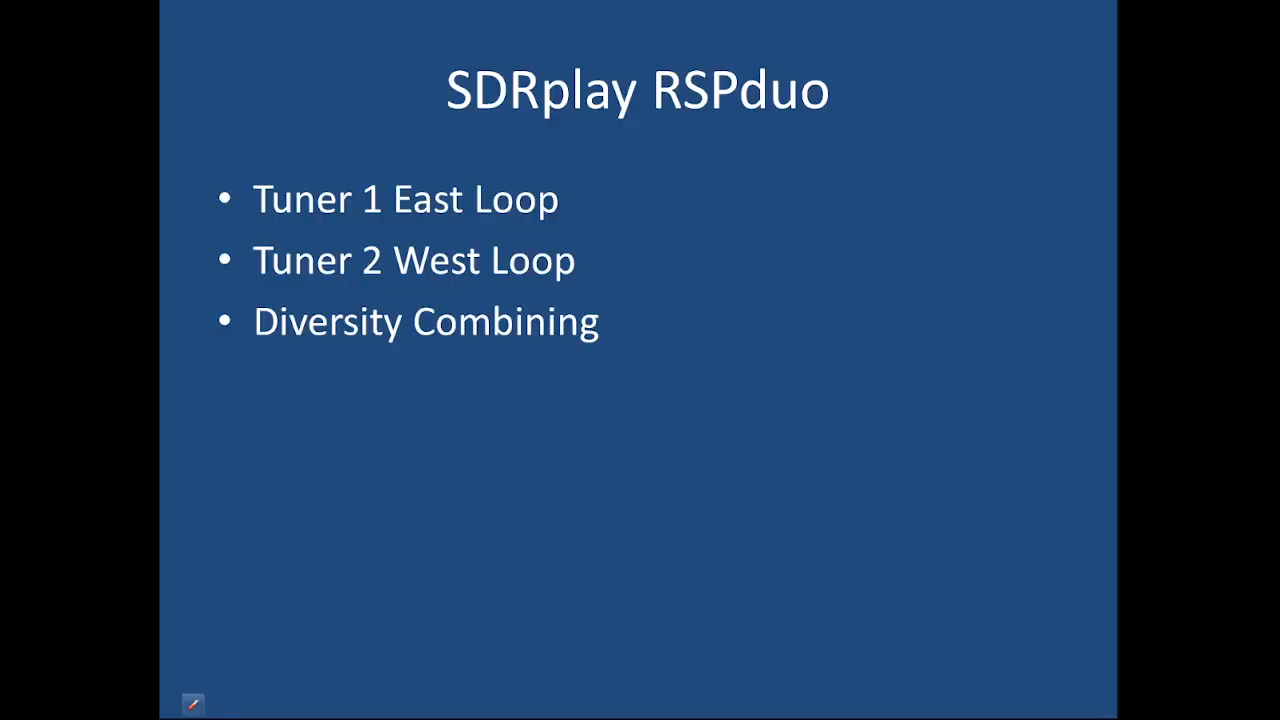 SDRplay RSPduo
• Tuner 1 East Loop
• Tuner 2 West Loop
• Diversity Combining